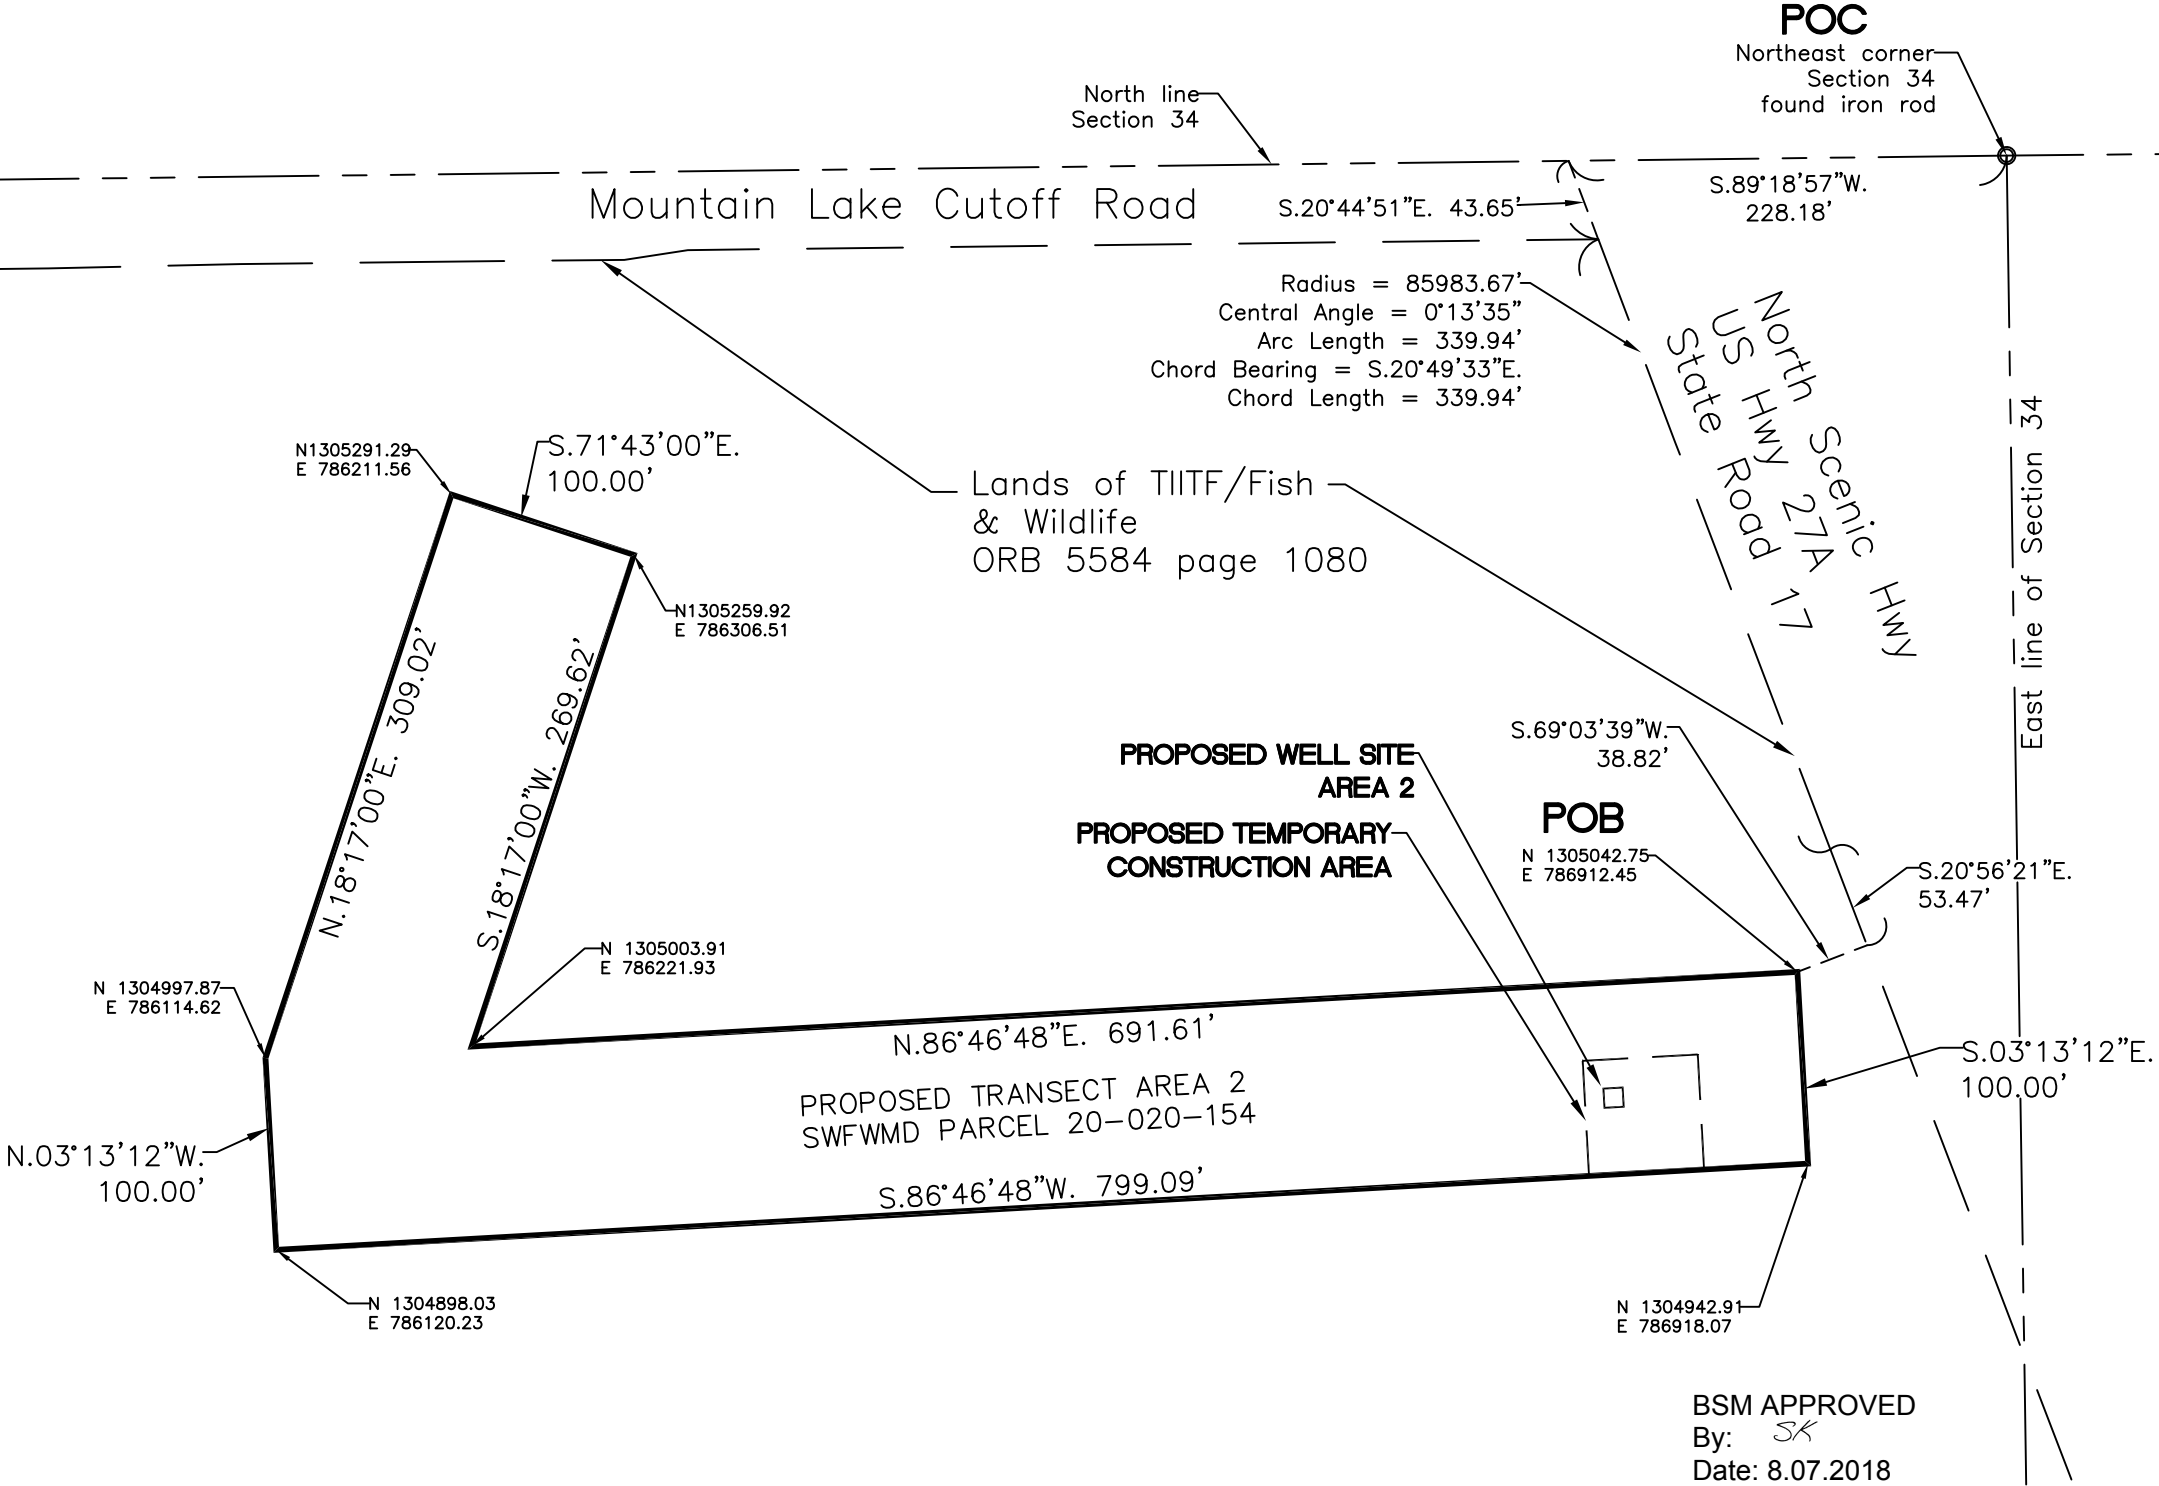 POC
Northeast corner
Section 34
found iron rod
North line
Section 34
Mountain Lake Cutoff Road
S.20°44'51"E. 43.65'
S.89°18'57"W.
228.18'
Radius = 85983.67'
Central Angle = 0°13'35"
Arc Length = 339.94'
Chord Bearing = S.20°49'33"E.
Chord Length = 339.94'
North Scenic Hwy
US Hwy 27A
State Road 17
East line of Section 34
N1305291.29
E 786211.56
S.71°43'00"E.
100.00'
Lands of TIITF/Fish
& Wildlife
ORB 5584 page 1080
N1305259.92
E 786306.51
N.18°17'00"E. 309.02'
S.18°17'00"W. 269.62'
PROPOSED WELL SITE
AREA 2
PROPOSED TEMPORARY
CONSTRUCTION AREA
S.69°03'39"W.
38.82'
POB
N 1305042.75
E 786912.45
S.20°56'21"E.
53.47'
N 1305003.91
E 786221.93
N 1304997.87
E 786114.62
N.86°46'48"E. 691.61'
PROPOSED TRANSECT AREA 2
SWFWMD PARCEL 20-020-154
S.86°46'48"W. 799.09'
S.03°13'12"E.
100.00'
N.03°13'12"W.
100.00'
N 1304898.03
E 786120.23
N 1304942.91
E 786918.07
BSM APPROVED
By: SK
Date: 8.07.2018